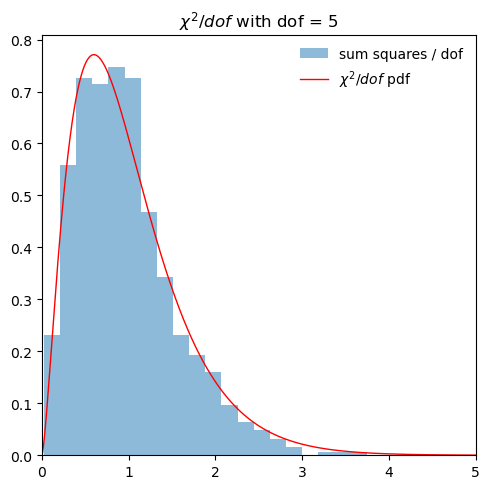 χ²/dof with dof = 5
sum squares / dof
χ²/dof pdf
0.8
0.7
0.6
0.5
0.4
0.3
0.2
0.1
0.0
0 1 2 3 4 5